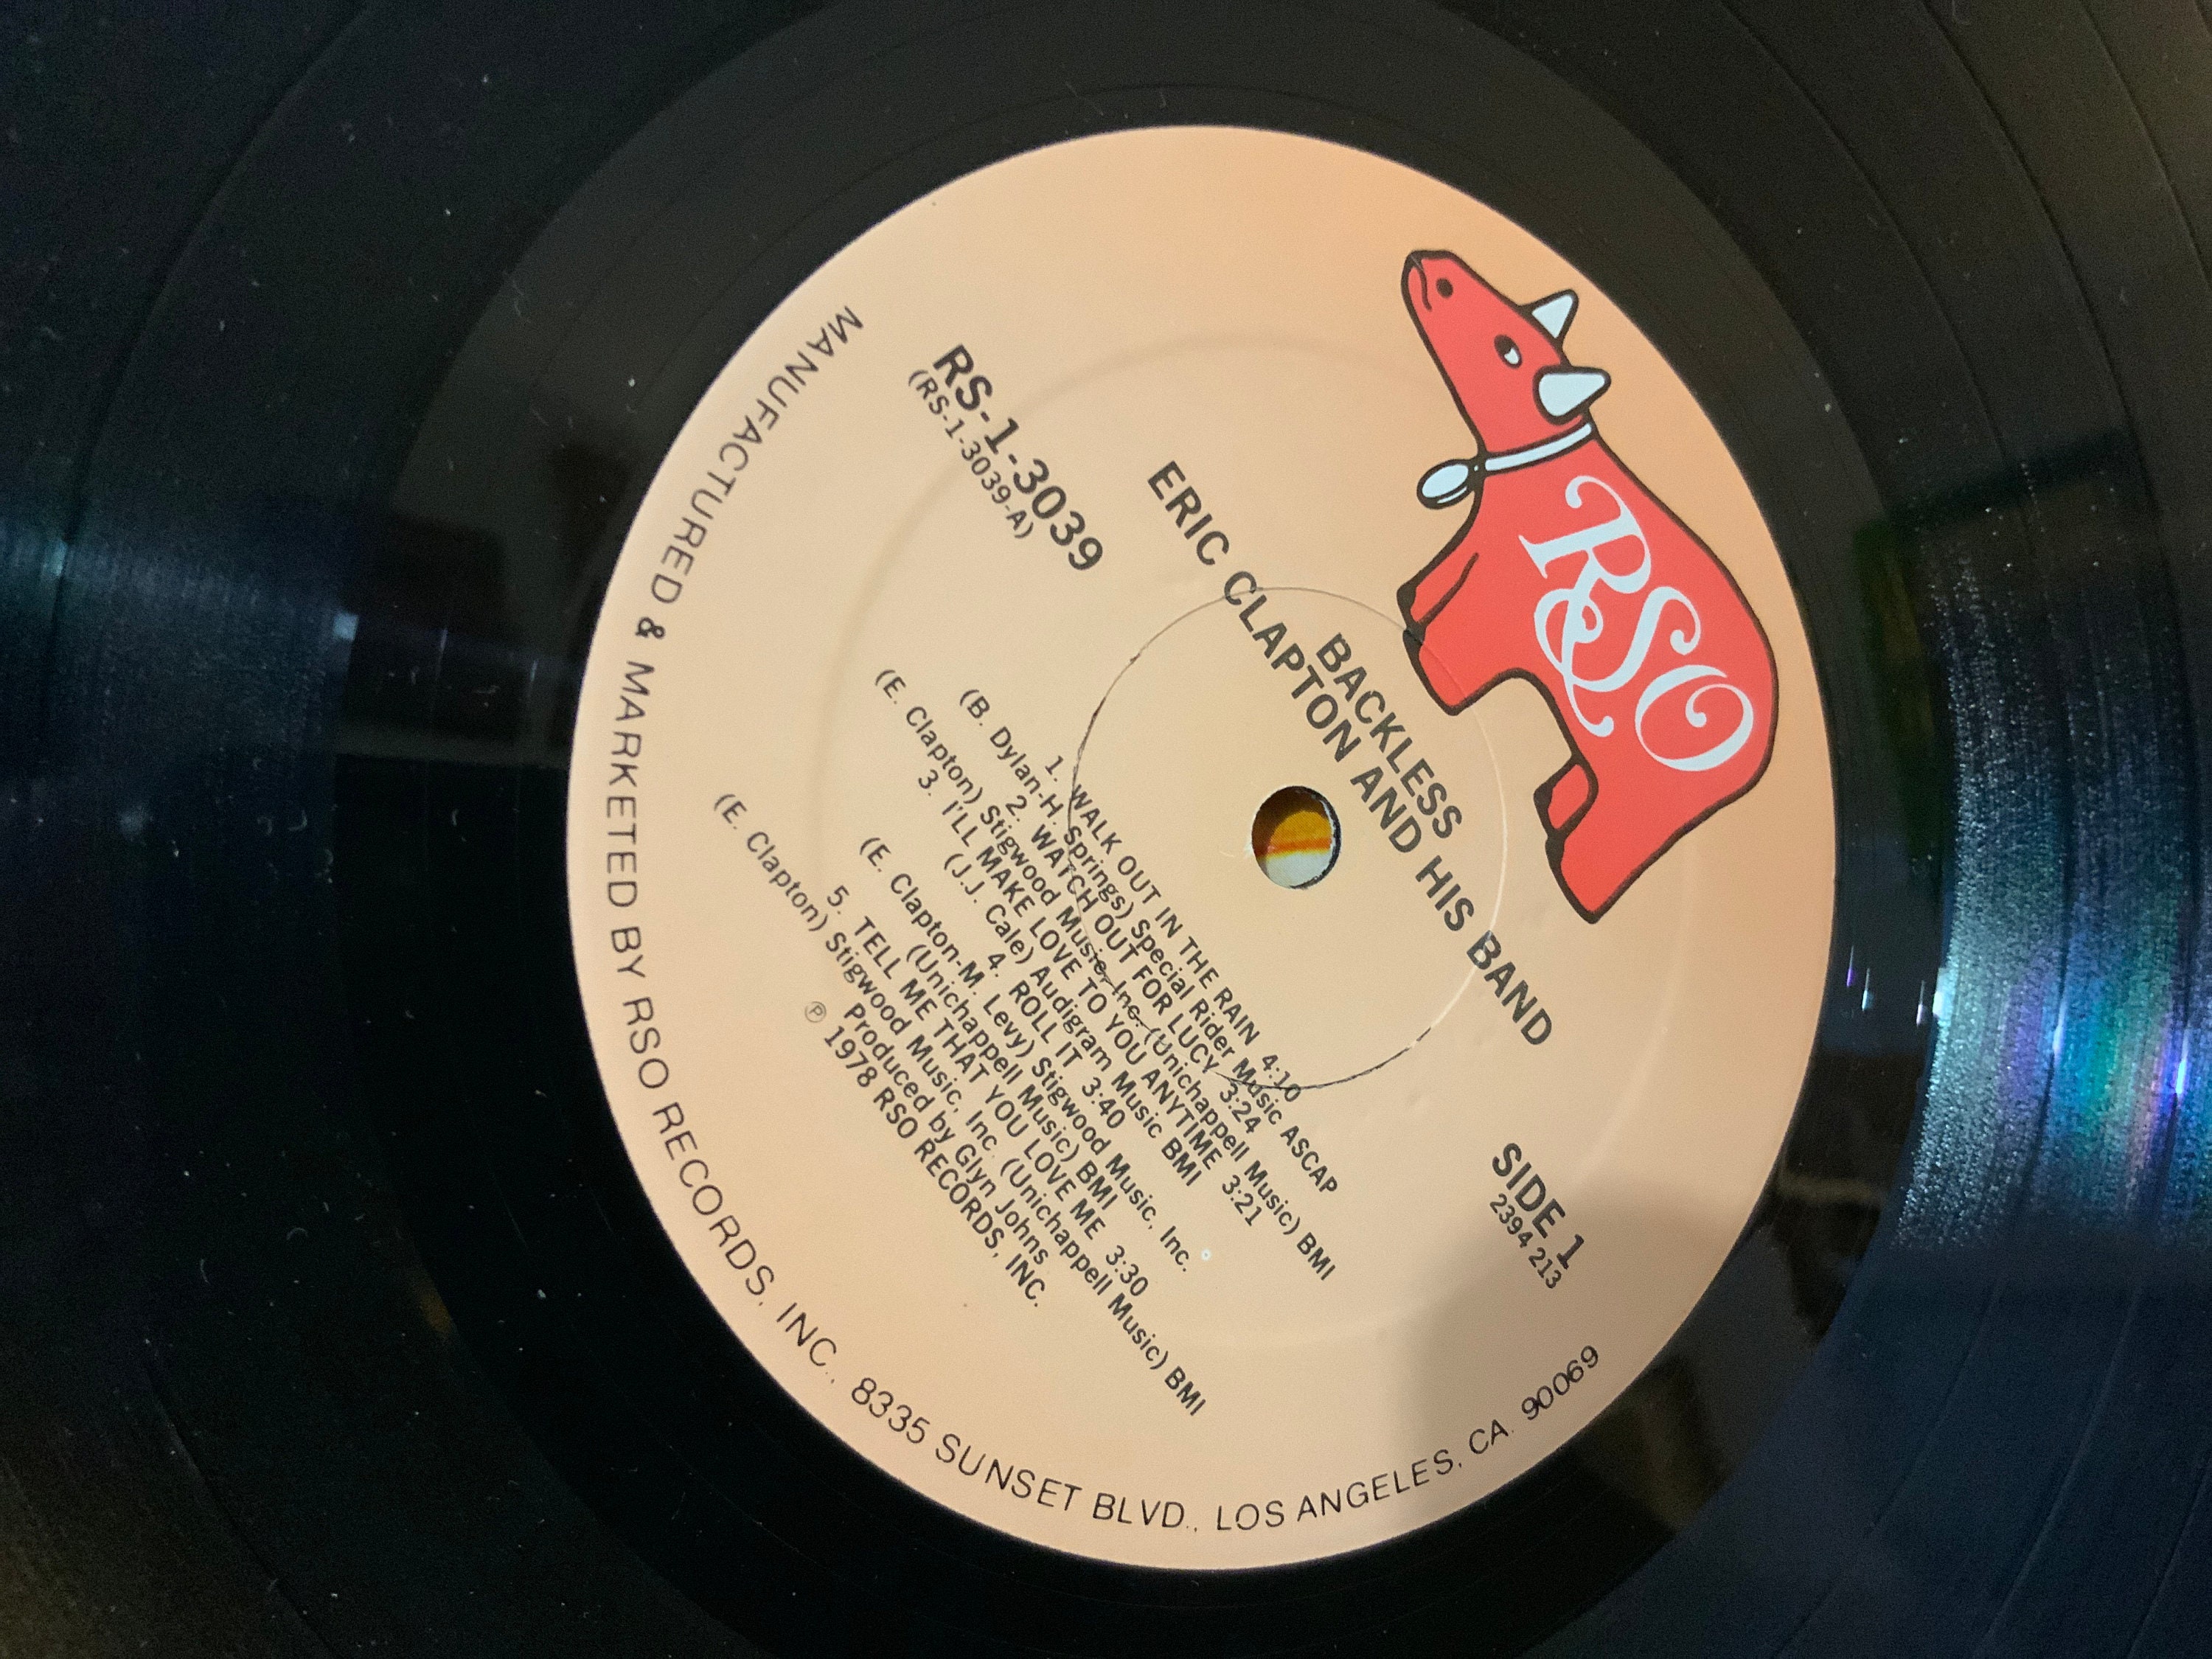 RSO
BACKLESS
ERIC CLAPTON AND HIS BAND
RS-1-3039
(RS-1-3039-A)
SIDE 1
2394 213
1. WALK OUT IN THE RAIN 4:10
(B. Dylan-H. Springs) Special Rider Music ASCAP
2. WATCH OUT FOR LUCY 3:24
(E. Clapton) Stigwood Music, Inc. (Unichappell Music) BMI
3. I'LL MAKE LOVE TO YOU ANYTIME 3:21
(J.J. Cale) Audigram Music BMI
4. ROLL IT 3:40
(E. Clapton-M. Levy) Stigwood Music, Inc.
(Unichappell Music) BMI
5. TELL ME THAT YOU LOVE ME 3:30
(E. Clapton) Stigwood Music, Inc. (Unichappell Music) BMI
Produced by Glyn Johns
℗ 1978 RSO RECORDS, INC.
MANUFACTURED & MARKETED BY RSO RECORDS, INC., 8335 SUNSET BLVD., LOS ANGELES, CA. 90069